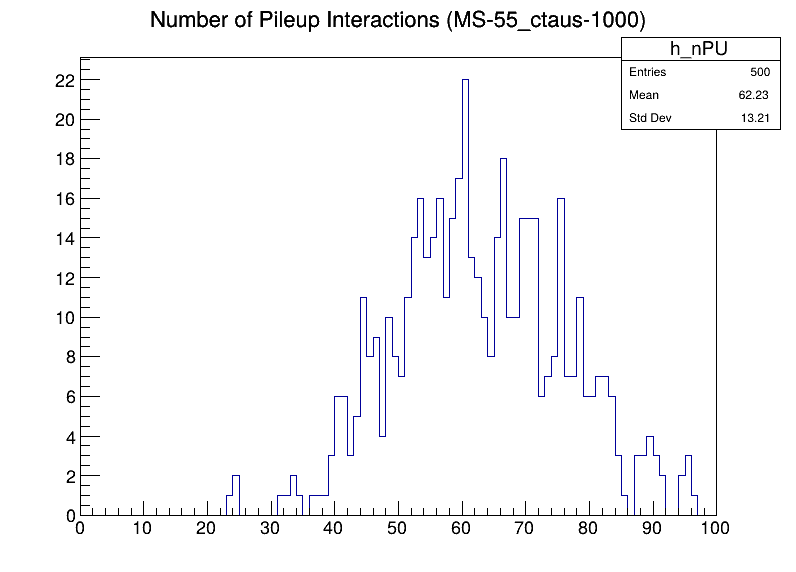 Number of Pileup Interactions (MS-55_ctaus-1000)
h_nPU
Entries 500
Mean 62.23
Std Dev 13.21
22
20
18
16
14
12
10
8
6
4
2
0
0 10 20 30 40 50 60 70 80 90 100